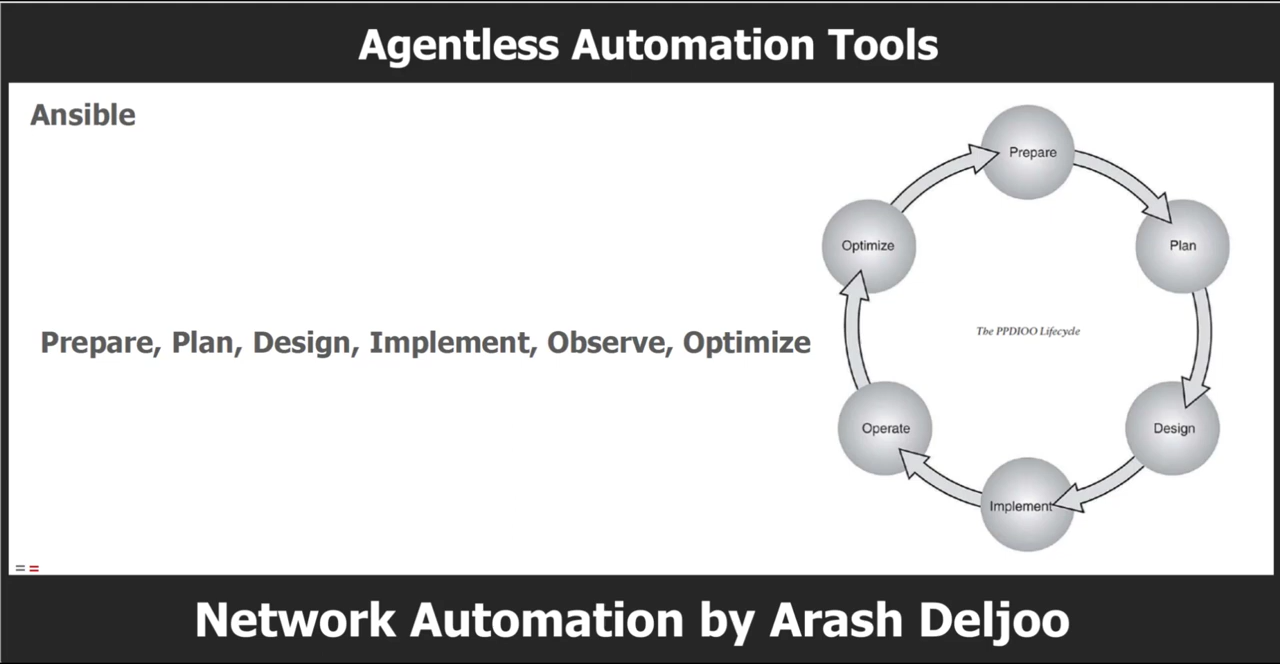 Agentless Automation Tools
Ansible
Prepare, Plan, Design, Implement, Observe, Optimize
Prepare
Plan
Design
Implement
Operate
Optimize
The PPDIOO Lifecycle
Network Automation by Arash Deljoo